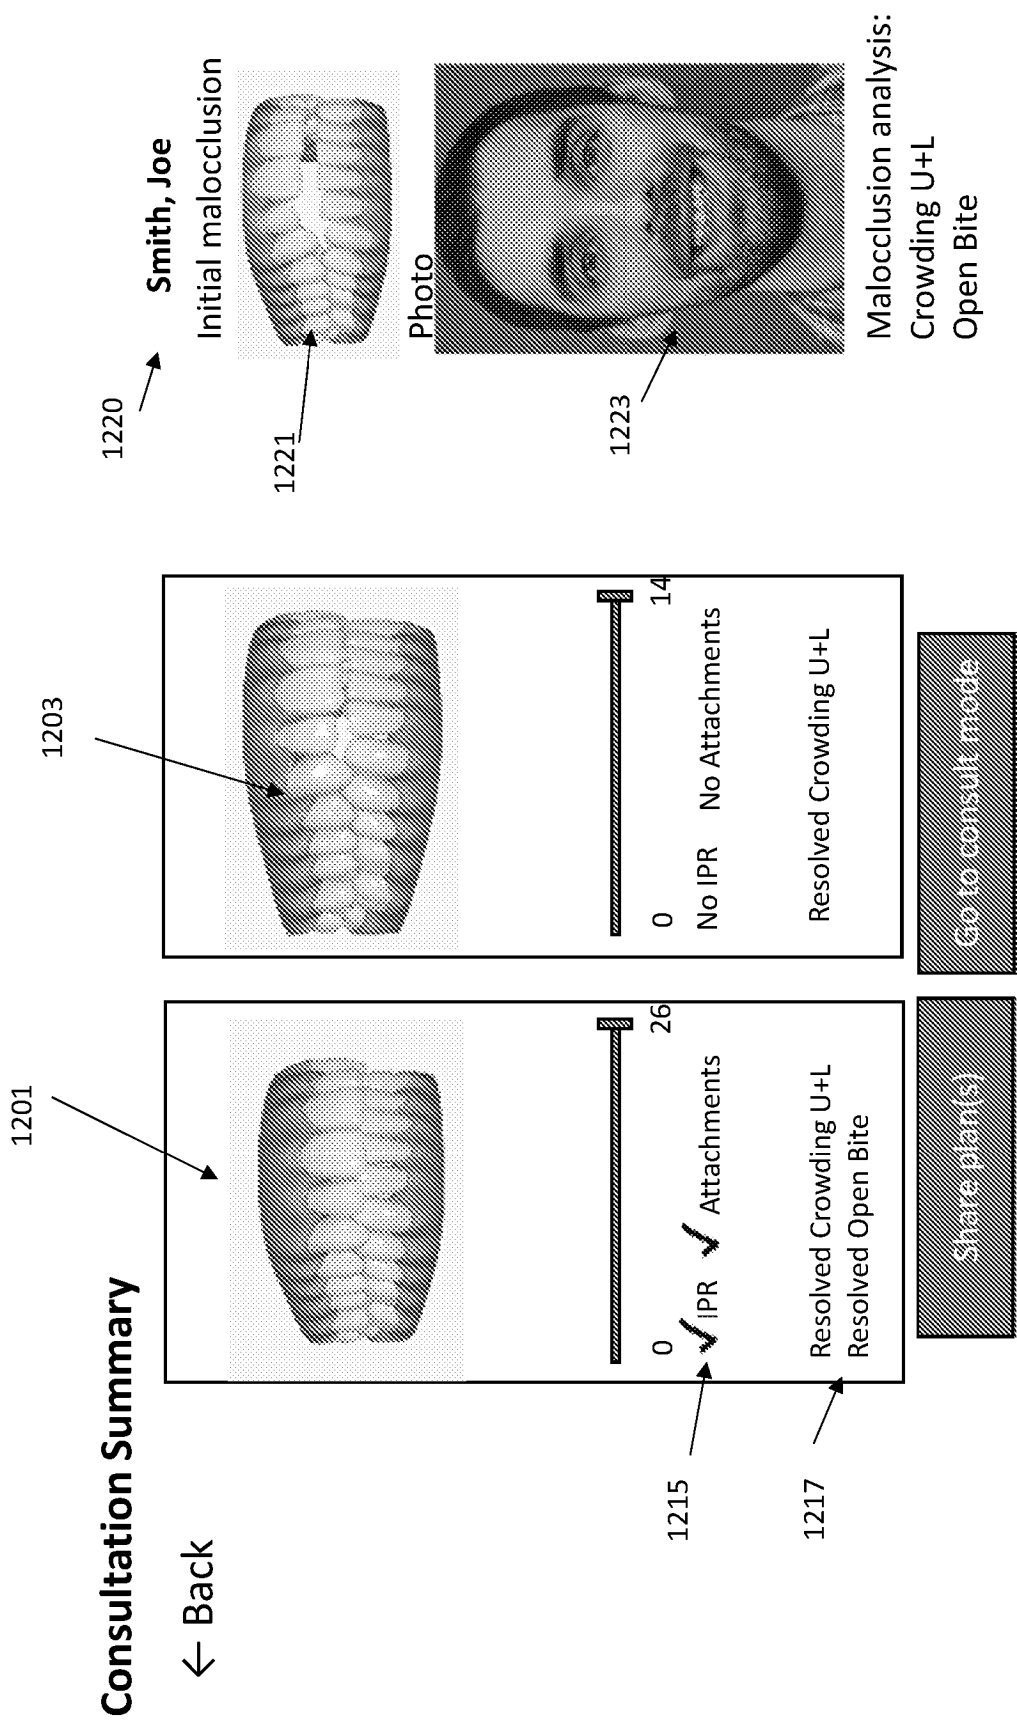 Consultation Summary
← Back
1201
0
26
✓ IPR ✓ Attachments
Resolved Crowding U+L
Resolved Open Bite
1215
1217
Share plan(s)
1203
0
14
No IPR No Attachments
Resolved Crowding U+L
Go to consult mode
1220
Smith, Joe
Initial malocclusion
1221
Photo
1223
Malocclusion analysis:
Crowding U+L
Open Bite